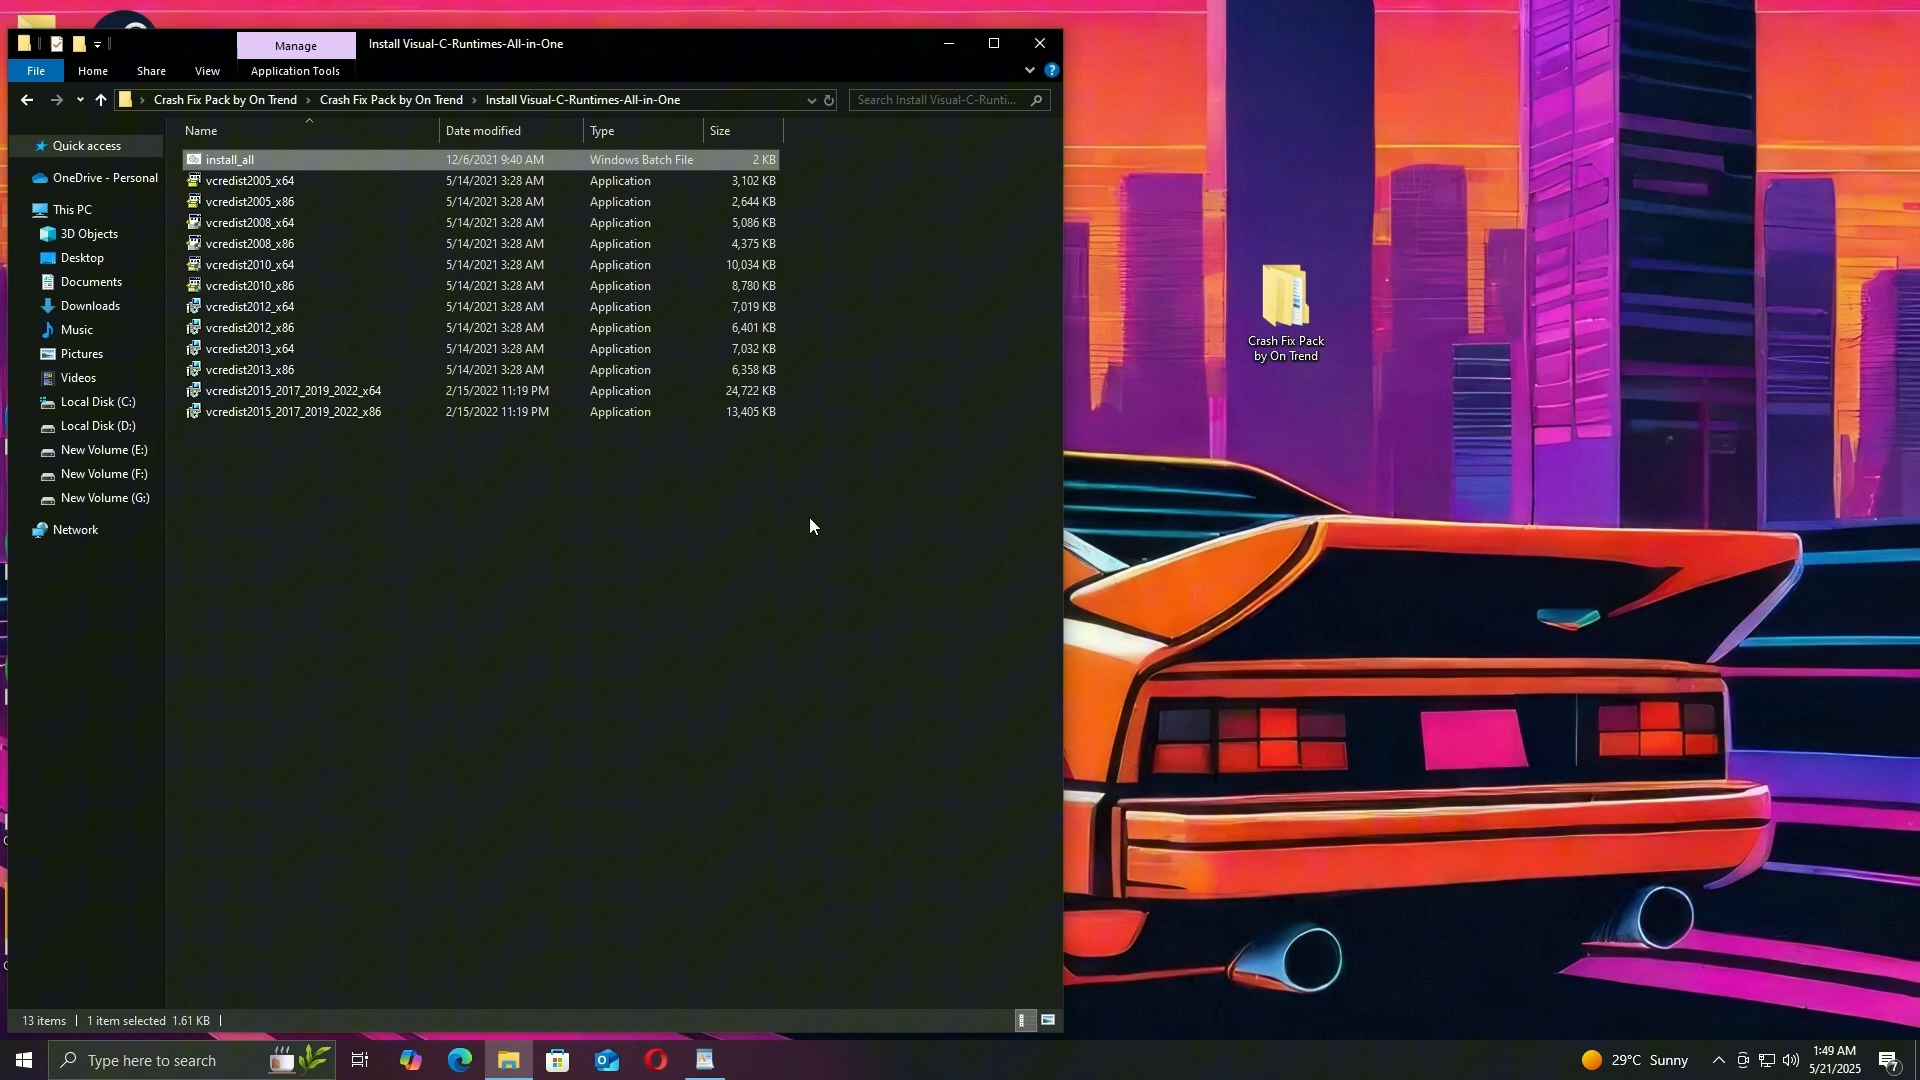 Manage
Install Visual-C-Runtimes-All-in-One
File
Home
Share
View
Application Tools
Crash Fix Pack by On Trend
Crash Fix Pack by On Trend
Install Visual-C-Runtimes-All-in-One
Search Install Visual-C-Runti...
Name
Date modified
Type
Size
install_all 12/6/2021 9:40 AM Windows Batch File 2 KB
vcredist2005_x64 5/14/2021 3:28 AM Application 3,102 KB
vcredist2005_x86 5/14/2021 3:28 AM Application 2,644 KB
vcredist2008_x64 5/14/2021 3:28 AM Application 5,086 KB
vcredist2008_x86 5/14/2021 3:28 AM Application 4,375 KB
vcredist2010_x64 5/14/2021 3:28 AM Application 10,034 KB
vcredist2010_x86 5/14/2021 3:28 AM Application 8,780 KB
vcredist2012_x64 5/14/2021 3:28 AM Application 7,019 KB
vcredist2012_x86 5/14/2021 3:28 AM Application 6,401 KB
vcredist2013_x64 5/14/2021 3:28 AM Application 7,032 KB
vcredist2013_x86 5/14/2021 3:28 AM Application 6,358 KB
vcredist2015_2017_2019_2022_x64 2/15/2022 11:19 PM Application 24,722 KB
vcredist2015_2017_2019_2022_x86 2/15/2022 11:19 PM Application 13,405 KB
Quick access
OneDrive - Personal
This PC
3D Objects
Desktop
Documents
Downloads
Music
Pictures
Videos
Local Disk (C:)
Local Disk (D:)
New Volume (E:)
New Volume (F:)
New Volume (G:)
Network
13 items
1 item selected 1.61 KB
Crash Fix Pack
by On Trend
Type here to search
29°C Sunny
1:49 AM
5/21/2025
7